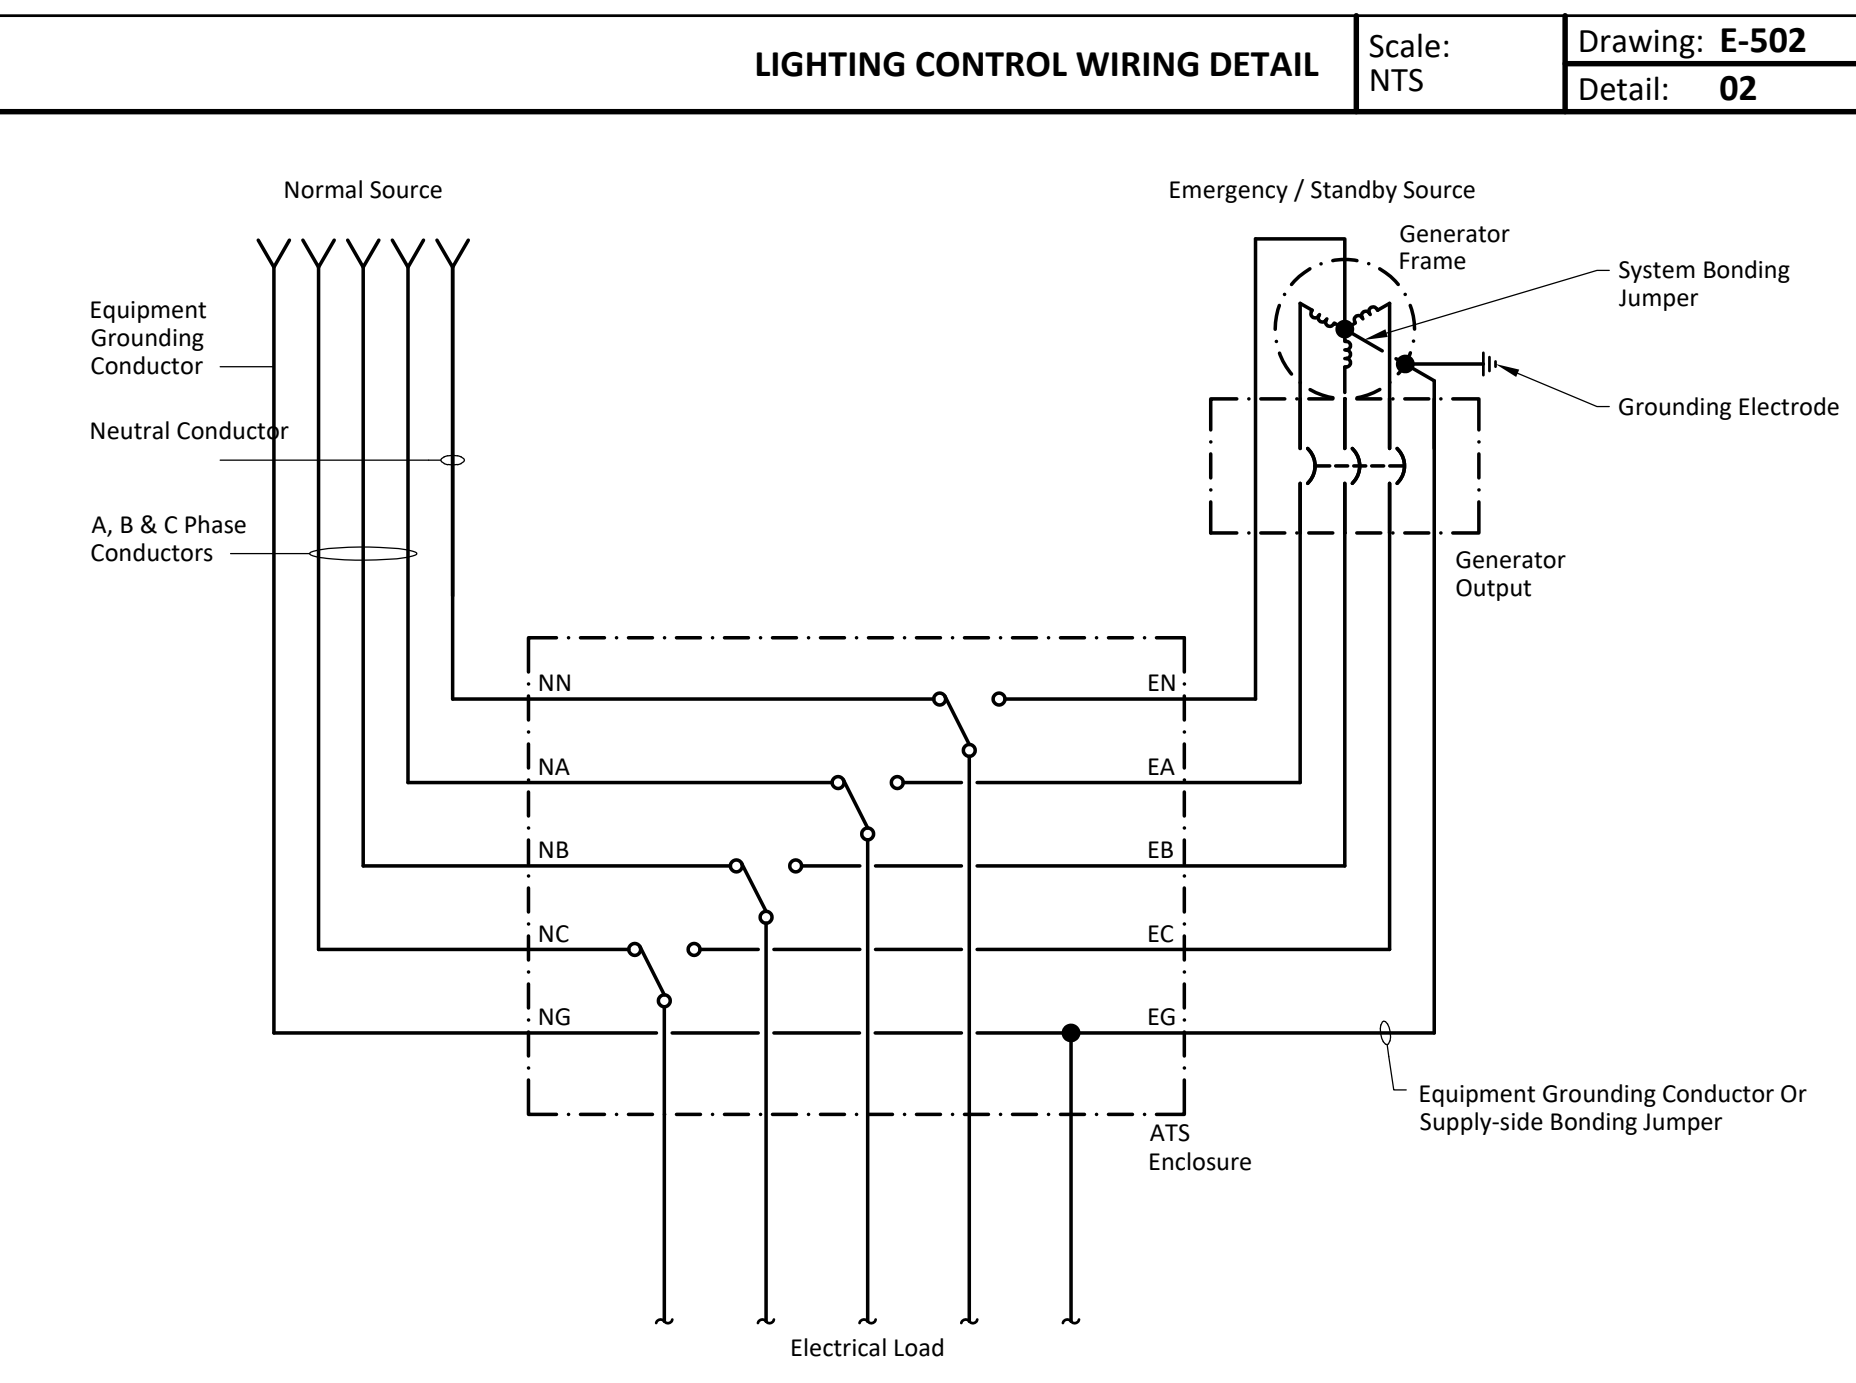 LIGHTING CONTROL WIRING DETAIL
Scale:
NTS
Drawing: E-502
Detail: 02
Normal Source
Emergency / Standby Source
Generator
Frame
System Bonding
Jumper
Equipment
Grounding
Conductor
Grounding Electrode
Neutral Conductor
A, B & C Phase
Conductors
Generator
Output
NN
EN
NA
EA
NB
EB
NC
EC
NG
EG
Equipment Grounding Conductor Or
Supply-side Bonding Jumper
ATS
Enclosure
Electrical Load